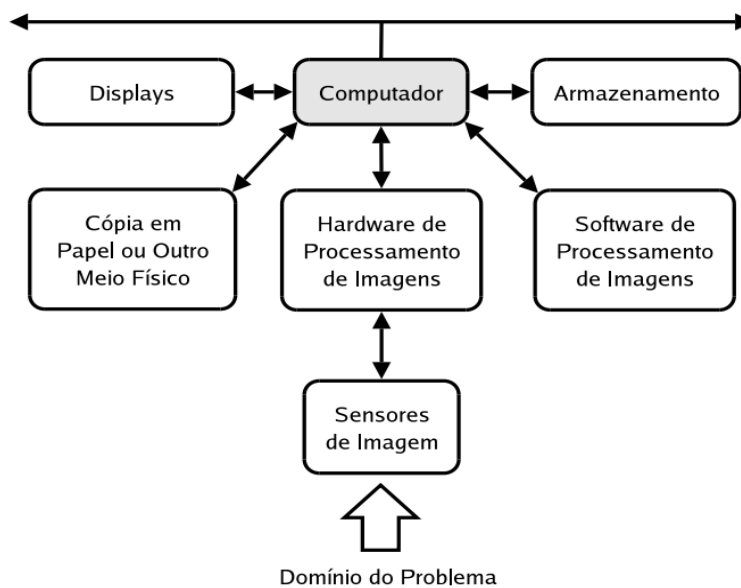 Displays
Computador
Armazenamento
Cópia em
Papel ou Outro
Meio Físico
Hardware de
Processamento
de Imagens
Software de
Processamento
de Imagens
Sensores
de Imagem
Domínio do Problema